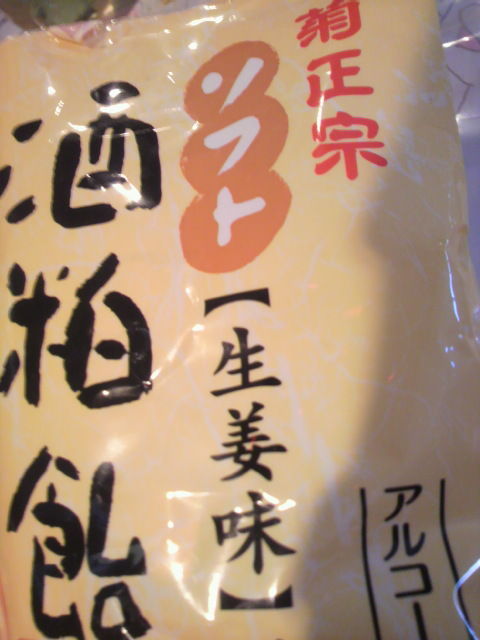 菊正宗
ソフト
酒粕飴
【生姜味】
アルコー